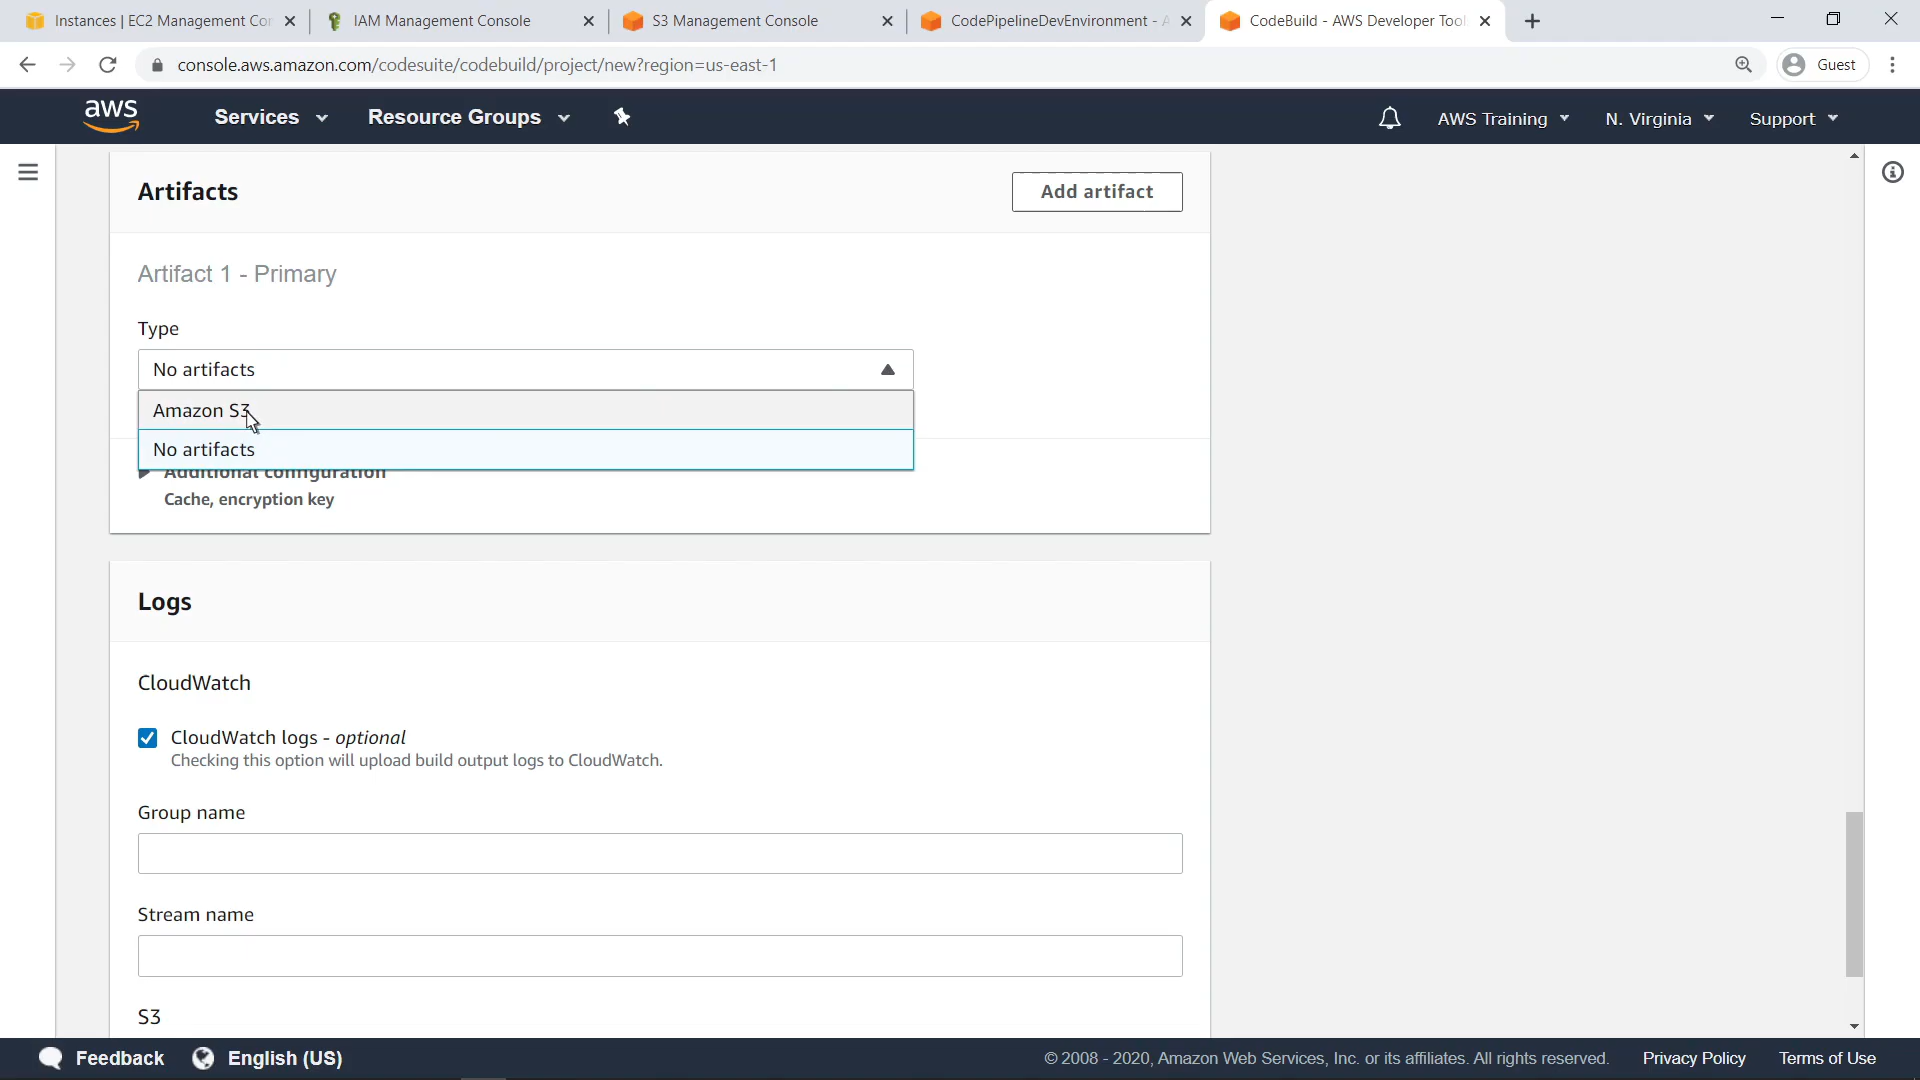 Instances | EC2 Management Con
IAM Management Console
S3 Management Console
CodePipelineDevEnvironment - A
CodeBuild - AWS Developer Tool
console.aws.amazon.com/codesuite/codebuild/project/new?region=us-east-1
Guest
aws
Services
Resource Groups
AWS Training
N. Virginia
Support
Artifacts
Add artifact
Artifact 1 - Primary
Type
No artifacts
Amazon S3
No artifacts
Additional configuration
Cache, encryption key
Logs
CloudWatch
CloudWatch logs - optional
Checking this option will upload build output logs to CloudWatch.
Group name
Stream name
S3
Feedback
English (US)
© 2008 - 2020, Amazon Web Services, Inc. or its affiliates. All rights reserved.
Privacy Policy
Terms of Use